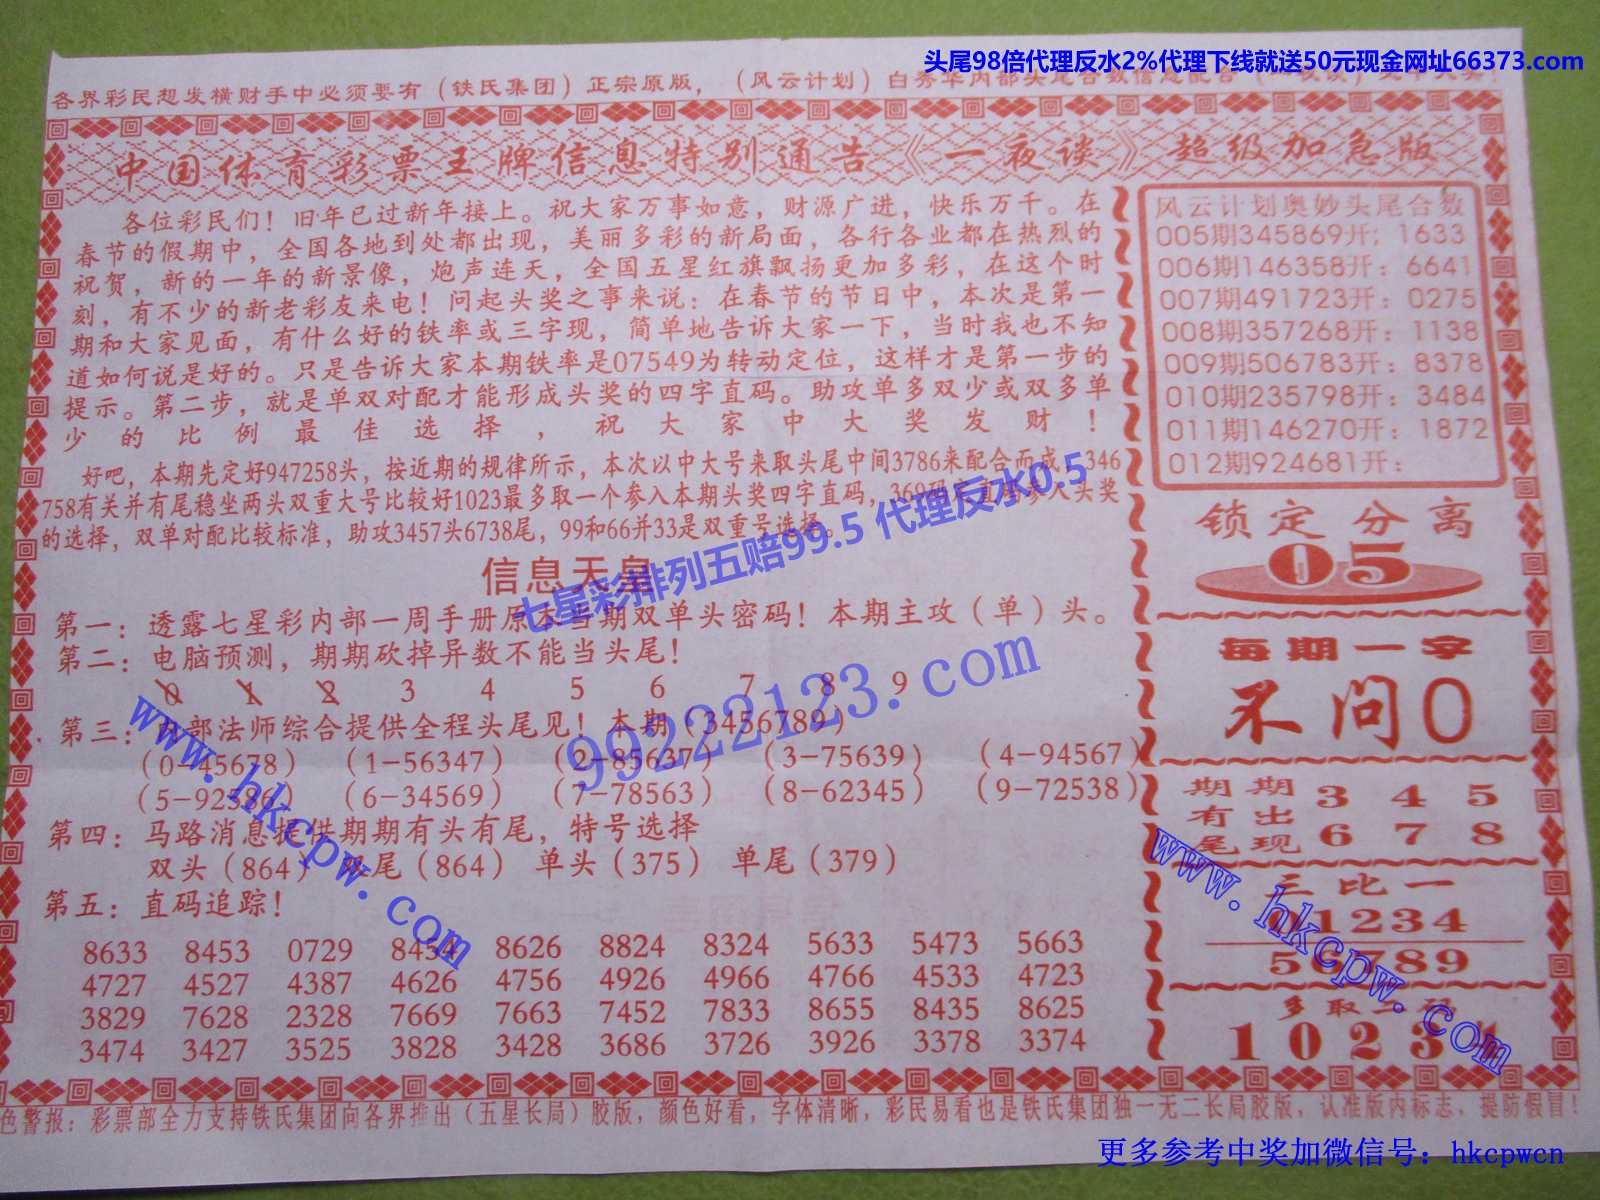 头尾98倍代理反水2%代理下线就送50元现金网址66373.com
各界彩民想发横财手中必须要有（铁氏集团）正宗原版，（风云计划）白秀华内部头尾合数信息配合
中国体育彩票王牌信息特别通告《一夜谈》超级加急版
各位彩民们！旧年已过新年接上。祝大家万事如意，财源广进，快乐万千。在
春节的假期中，全国各地到处都出现，美丽多彩的新局面，各行各业都在热烈的
祝贺，新的一年的新景像，炮声连天，全国五星红旗飘扬更加多彩，在这个时
刻，有不少的新老彩友来电！问起头奖之事来说：在春节的节日中，本次是第一
期和大家见面，有什么好的铁率或三字现，简单地告诉大家一下，当时我也不知
道如何说是好的。只是告诉大家本期铁率是07549为转动定位，这样才是第一步的
提示。第二步，就是单双对配才能形成头奖的四字直码。助攻单多双少或双多单
少的比例最佳选择，祝大家中大奖发财！
好吧，本期先定好947258头，按近期的规律所示，本次以中大号来取头尾中间3786来配合而成，346
758有关并有尾稳坐两头双重大号比较好1023最多取一个参入本期头奖四字直码，369码 头奖
的选择，双单对配比较标准，助攻3457头6738尾，99和66并33是双重号选择。
信息天皇
第一：透露七星彩内部一周手册原本当期双单头密码！本期主攻（单）头。
第二：电脑预测，期期砍掉异数不能当头尾！
0 1 2 3 4 5 6 7 8 9
第三：内部法师综合提供全程头尾见！本期（3456789）
（0-45678） （1-56347） （2-85637） （3-75639） （4-94567）
（5-92386） （6-34569） （7-78563） （8-62345） （9-72538）
第四：马路消息提供期期有头有尾，特号选择
双头（864） 双尾（864） 单头（375） 单尾（379）
第五：直码追踪！
8633 8453 0729 8454 8626 8824 8324 5633 5473 5663
4727 4527 4387 4626 4756 4926 4966 4766 4533 4723
3829 7628 2328 7669 7663 7452 7833 8655 8435 8625
3474 3427 3525 3828 3428 3686 3726 3926 3378 3374
风云计划奥妙头尾合数
005期345869开；1633
006期146358开：6641
007期491723开：0275
008期357268开：1138
009期506783开：8378
010期235798开：3484
011期146270开：1872
012期924681开：
锁定分离
05
每期一字
不问0
期期 3 4 5
有出
尾现 6 7 8
三比一
01234
56789
多取二码
1023
色警报：彩票部全力支持铁氏集团向各界推出（五星长局）胶版，颜色好看，字体清晰，彩民易看也是铁氏集团独一无二长局胶版，认准版内标志，提防假冒！
七星彩排列五赔99.5 代理反水0.5
99222123.com
www.hkcpw.com
www.hkcpw.com
更多参考中奖加微信号：hkcpwcn